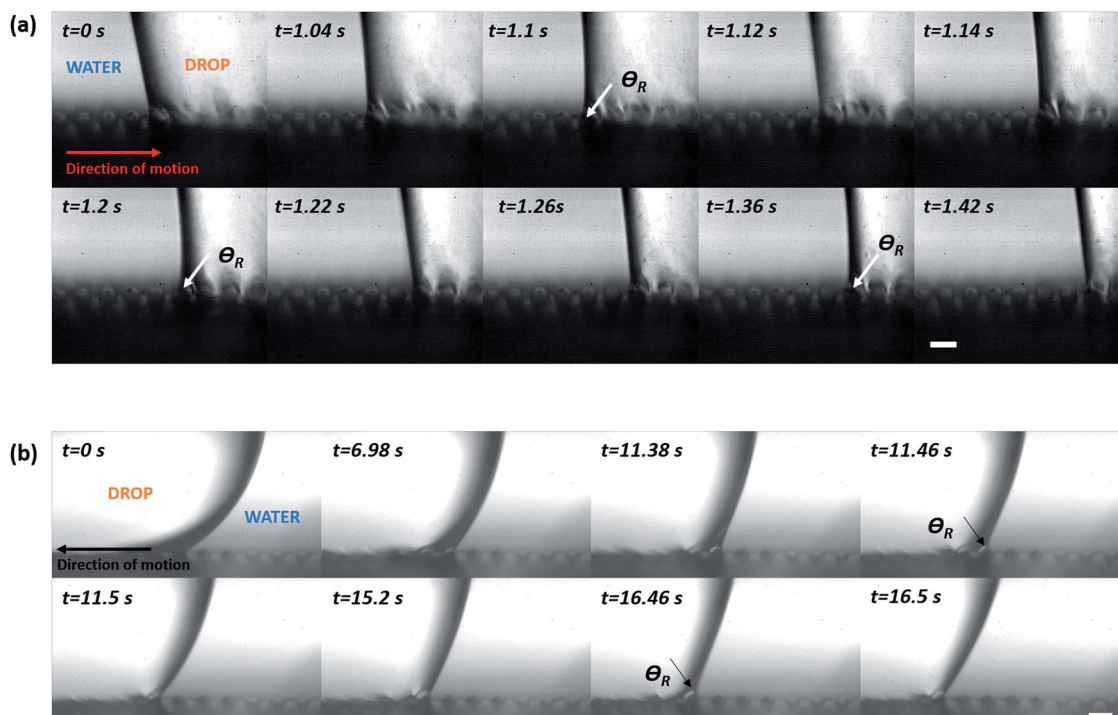 (a)
t=0 s
t=1.04 s
t=1.1 s
t=1.12 s
t=1.14 s
WATER
DROP
ΘR
Direction of motion
t=1.2 s
t=1.22 s
t=1.26s
t=1.36 s
t=1.42 s
ΘR
ΘR
(b)
t=0 s
t=6.98 s
t=11.38 s
t=11.46 s
DROP
WATER
ΘR
Direction of motion
t=11.5 s
t=15.2 s
t=16.46 s
t=16.5 s
ΘR